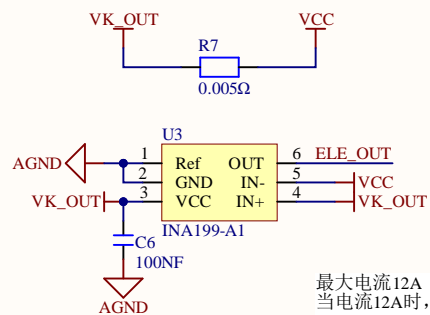 VK_OUT
VCC
R7
0.005Ω
U3
AGND
1 Ref OUT 6 ELE_OUT
2 GND IN- 5 VCC
VK_OUT 3 VCC IN+ 4 VK_OUT
INA199-A1
C6
100NF
AGND
最大电流12A
当电流12A时，